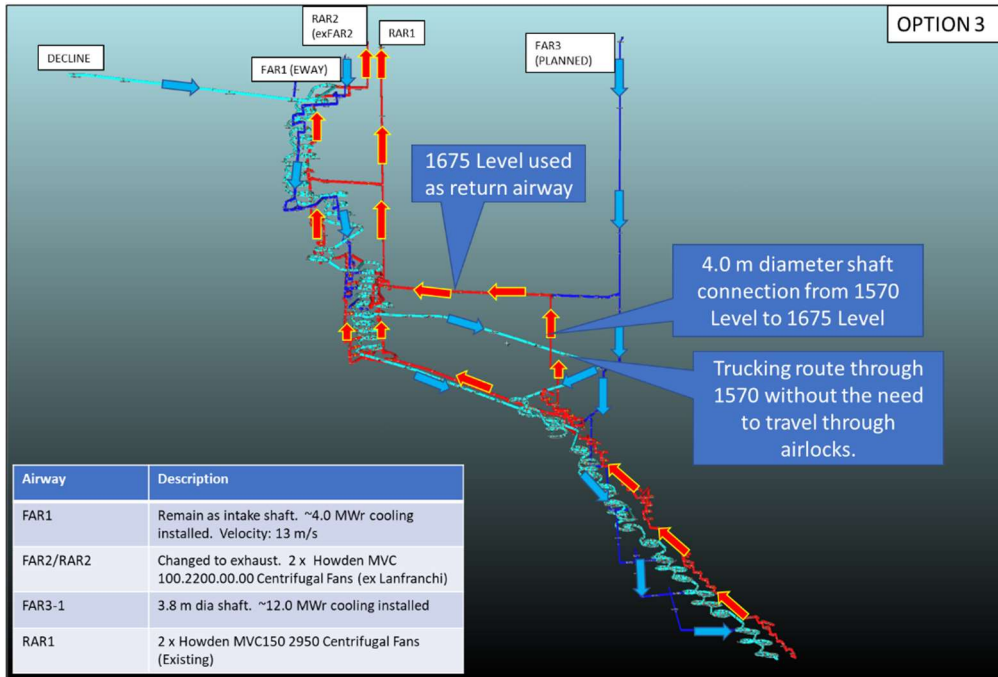 OPTION 3
RAR2
(exFAR2
RAR1
FAR3
(PLANNED)
DECLINE
FAR1 (EWAY)
1675 Level used
as return airway
4.0 m diameter shaft
connection from 1570
Level to 1675 Level
Trucking route through
1570 without the need
to travel through
airlocks.
Airway Description
FAR1 Remain as intake shaft. ~4.0 MWr cooling
installed. Velocity: 13 m/s
FAR2/RAR2 Changed to exhaust. 2 x Howden MVC
100.2200.00.00 Centrifugal Fans (ex Lanfranchi)
FAR3-1 3.8 m dia shaft. ~12.0 MWr cooling installed
RAR1 2 x Howden MVC150 2950 Centrifugal Fans
(Existing)